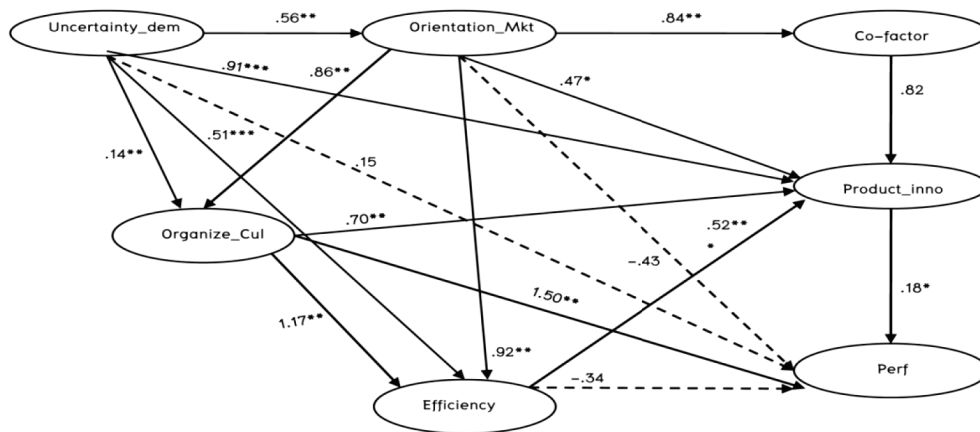 Uncertainty_dem
.56**
Orientation_Mkt
.84**
Co-factor
.91***
.86**
.47*
.82
.14**
.51***
.15
Product_inno
Organize_Cul
.70**
.52**
*
-.43
1.17**
1.50**
.18*
.92**
-.34
Perf
Efficiency